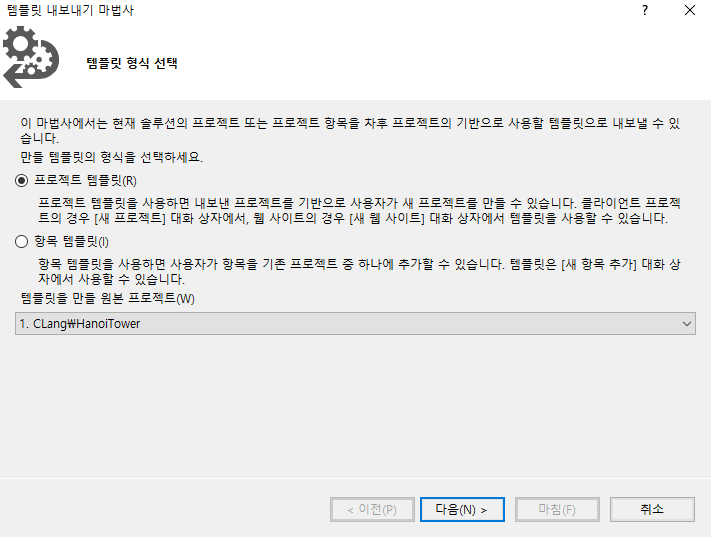 템플릿 내보내기 마법사
?
템플릿 형식 선택
이 마법사에서는 현재 솔루션의 프로젝트 또는 프로젝트 항목을 차후 프로젝트의 기반으로 사용할 템플릿으로 내보낼 수 있
습니다.
만들 템플릿의 형식을 선택하세요.
프로젝트 템플릿(R)
프로젝트 템플릿을 사용하면 내보낸 프로젝트를 기반으로 사용자가 새 프로젝트를 만들 수 있습니다. 클라이언트 프로젝
트의 경우 [새 프로젝트] 대화 상자에서, 웹 사이트의 경우 [새 웹 사이트] 대화 상자에서 템플릿을 사용할 수 있습니다.
항목 템플릿(I)
항목 템플릿을 사용하면 사용자가 항목을 기존 프로젝트 중 하나에 추가할 수 있습니다. 템플릿은 [새 항목 추가] 대화 상
자에서 사용할 수 있습니다.
템플릿을 만들 원본 프로젝트(W)
1. CLang₩HanoiTower
< 이전(P) 다음(N) > 마침(F) 취소